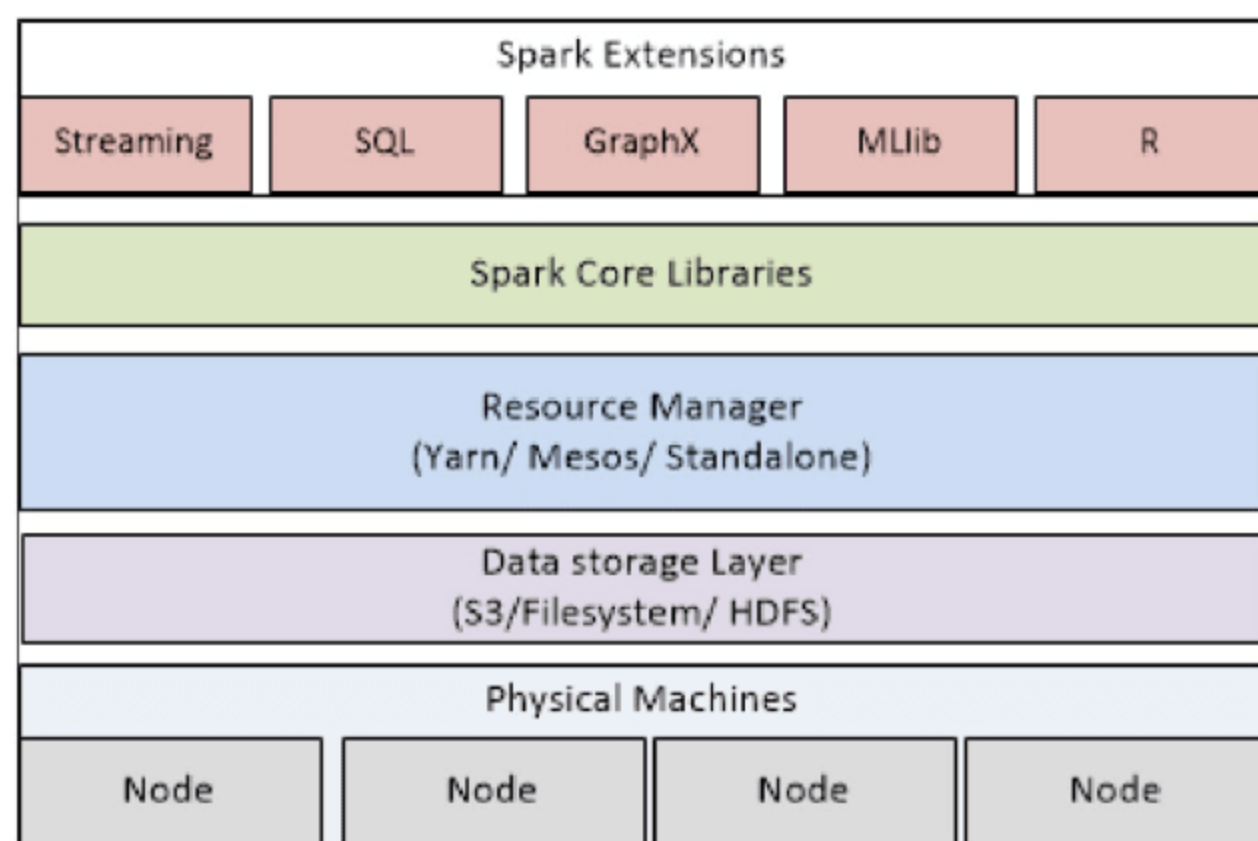 Spark Extensions
Streaming SQL GraphX MLlib R
Spark Core Libraries
Resource Manager
(Yarn/ Mesos/ Standalone)
Data storage Layer
(S3/Filesystem/ HDFS)
Physical Machines
Node Node Node Node